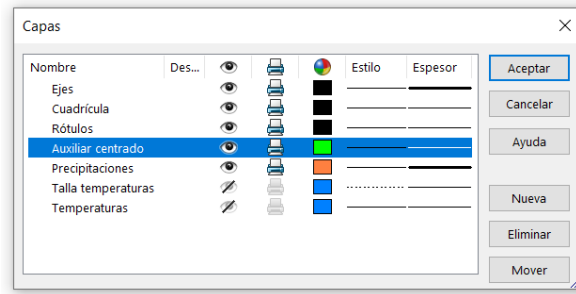 Capas
Nombre Des... Estilo Espesor
Ejes
Cuadrícula
Rótulos
Auxiliar centrado
Precipitaciones
Talla temperaturas
Temperaturas
Aceptar
Cancelar
Ayuda
Nueva
Eliminar
Mover